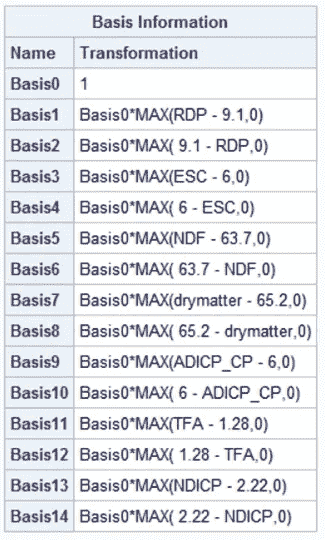 Basis Information
Name Transformation
Basis0 1
Basis1 Basis0*MAX(RDP - 9.1,0)
Basis2 Basis0*MAX( 9.1 - RDP,0)
Basis3 Basis0*MAX(ESC - 6,0)
Basis4 Basis0*MAX( 6 - ESC,0)
Basis5 Basis0*MAX(NDF - 63.7,0)
Basis6 Basis0*MAX( 63.7 - NDF,0)
Basis7 Basis0*MAX(drymatter - 65.2,0)
Basis8 Basis0*MAX( 65.2 - drymatter,0)
Basis9 Basis0*MAX(ADICP_CP - 6,0)
Basis10 Basis0*MAX( 6 - ADICP_CP,0)
Basis11 Basis0*MAX(TFA - 1.28,0)
Basis12 Basis0*MAX( 1.28 - TFA,0)
Basis13 Basis0*MAX(NDICP - 2.22,0)
Basis14 Basis0*MAX( 2.22 - NDICP,0)